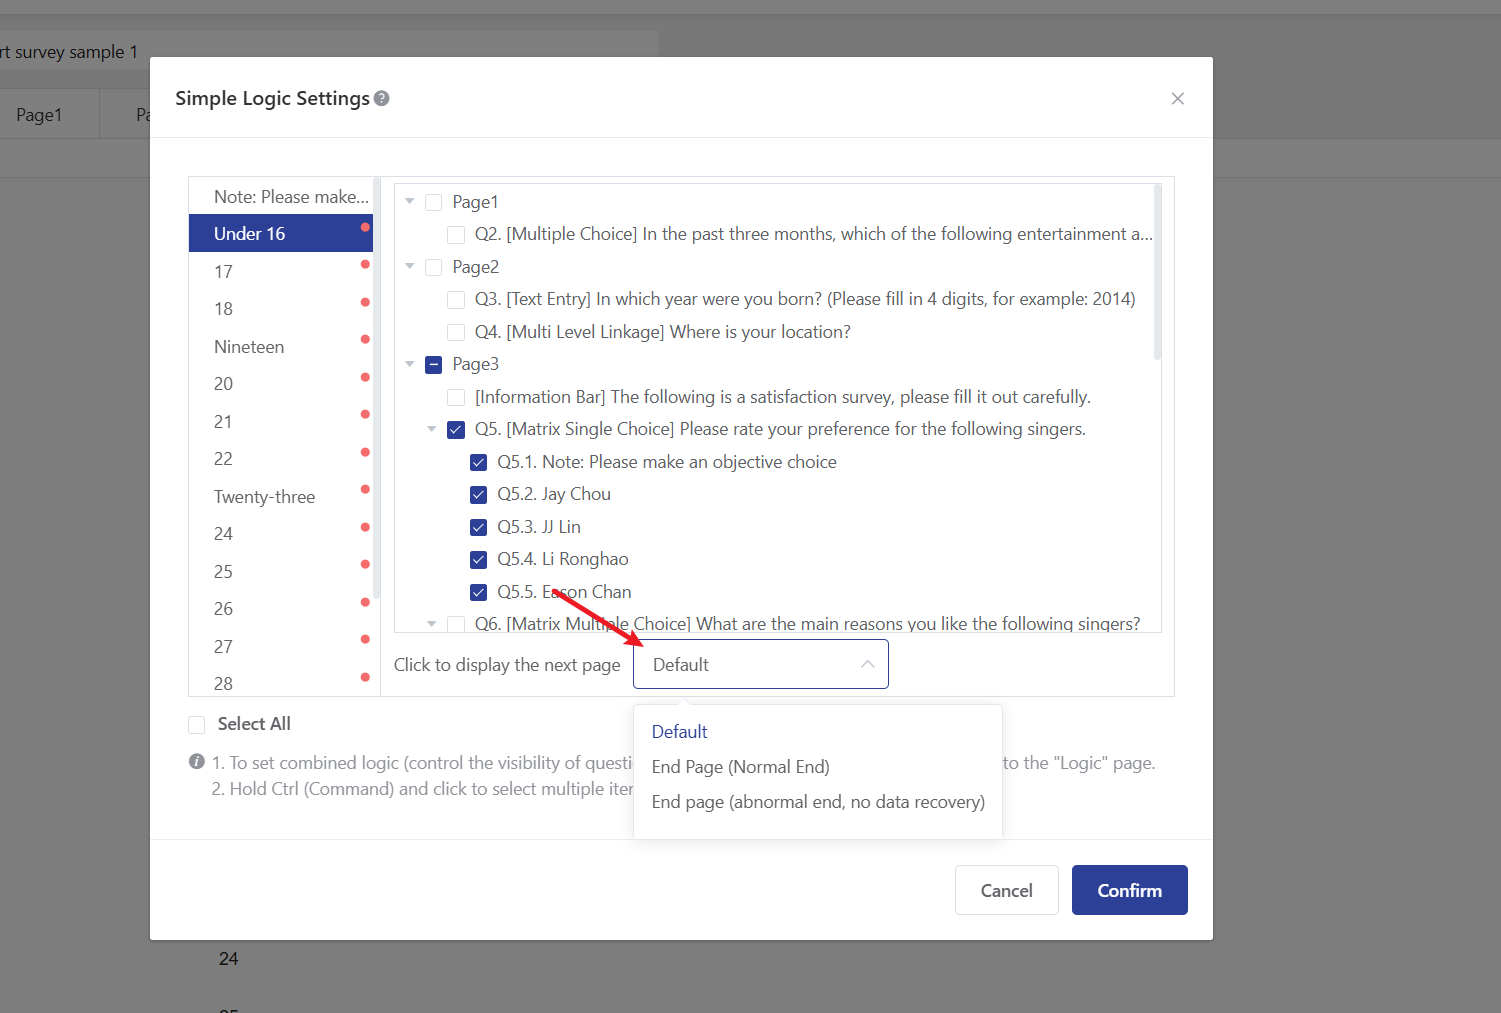 rt survey sample 1
Page1
Pa
Simple Logic Settings
Note: Please make...
Under 16
17
18
Nineteen
20
21
22
Twenty-three
24
25
26
27
28
Page1
Q2. [Multiple Choice] In the past three months, which of the following entertainment a...
Page2
Q3. [Text Entry] In which year were you born? (Please fill in 4 digits, for example: 2014)
Q4. [Multi Level Linkage] Where is your location?
Page3
[Information Bar] The following is a satisfaction survey, please fill it out carefully.
Q5. [Matrix Single Choice] Please rate your preference for the following singers.
Q5.1. Note: Please make an objective choice
Q5.2. Jay Chou
Q5.3. JJ Lin
Q5.4. Li Ronghao
Q5.5. Eason Chan
Q6. [Matrix Multiple Choice] What are the main reasons you like the following singers?
Click to display the next page
Default
Default
End Page (Normal End)
End page (abnormal end, no data recovery)
Select All
1. To set combined logic (control the visibility of questi
to the "Logic" page.
2. Hold Ctrl (Command) and click to select multiple iter
Cancel
Confirm
24